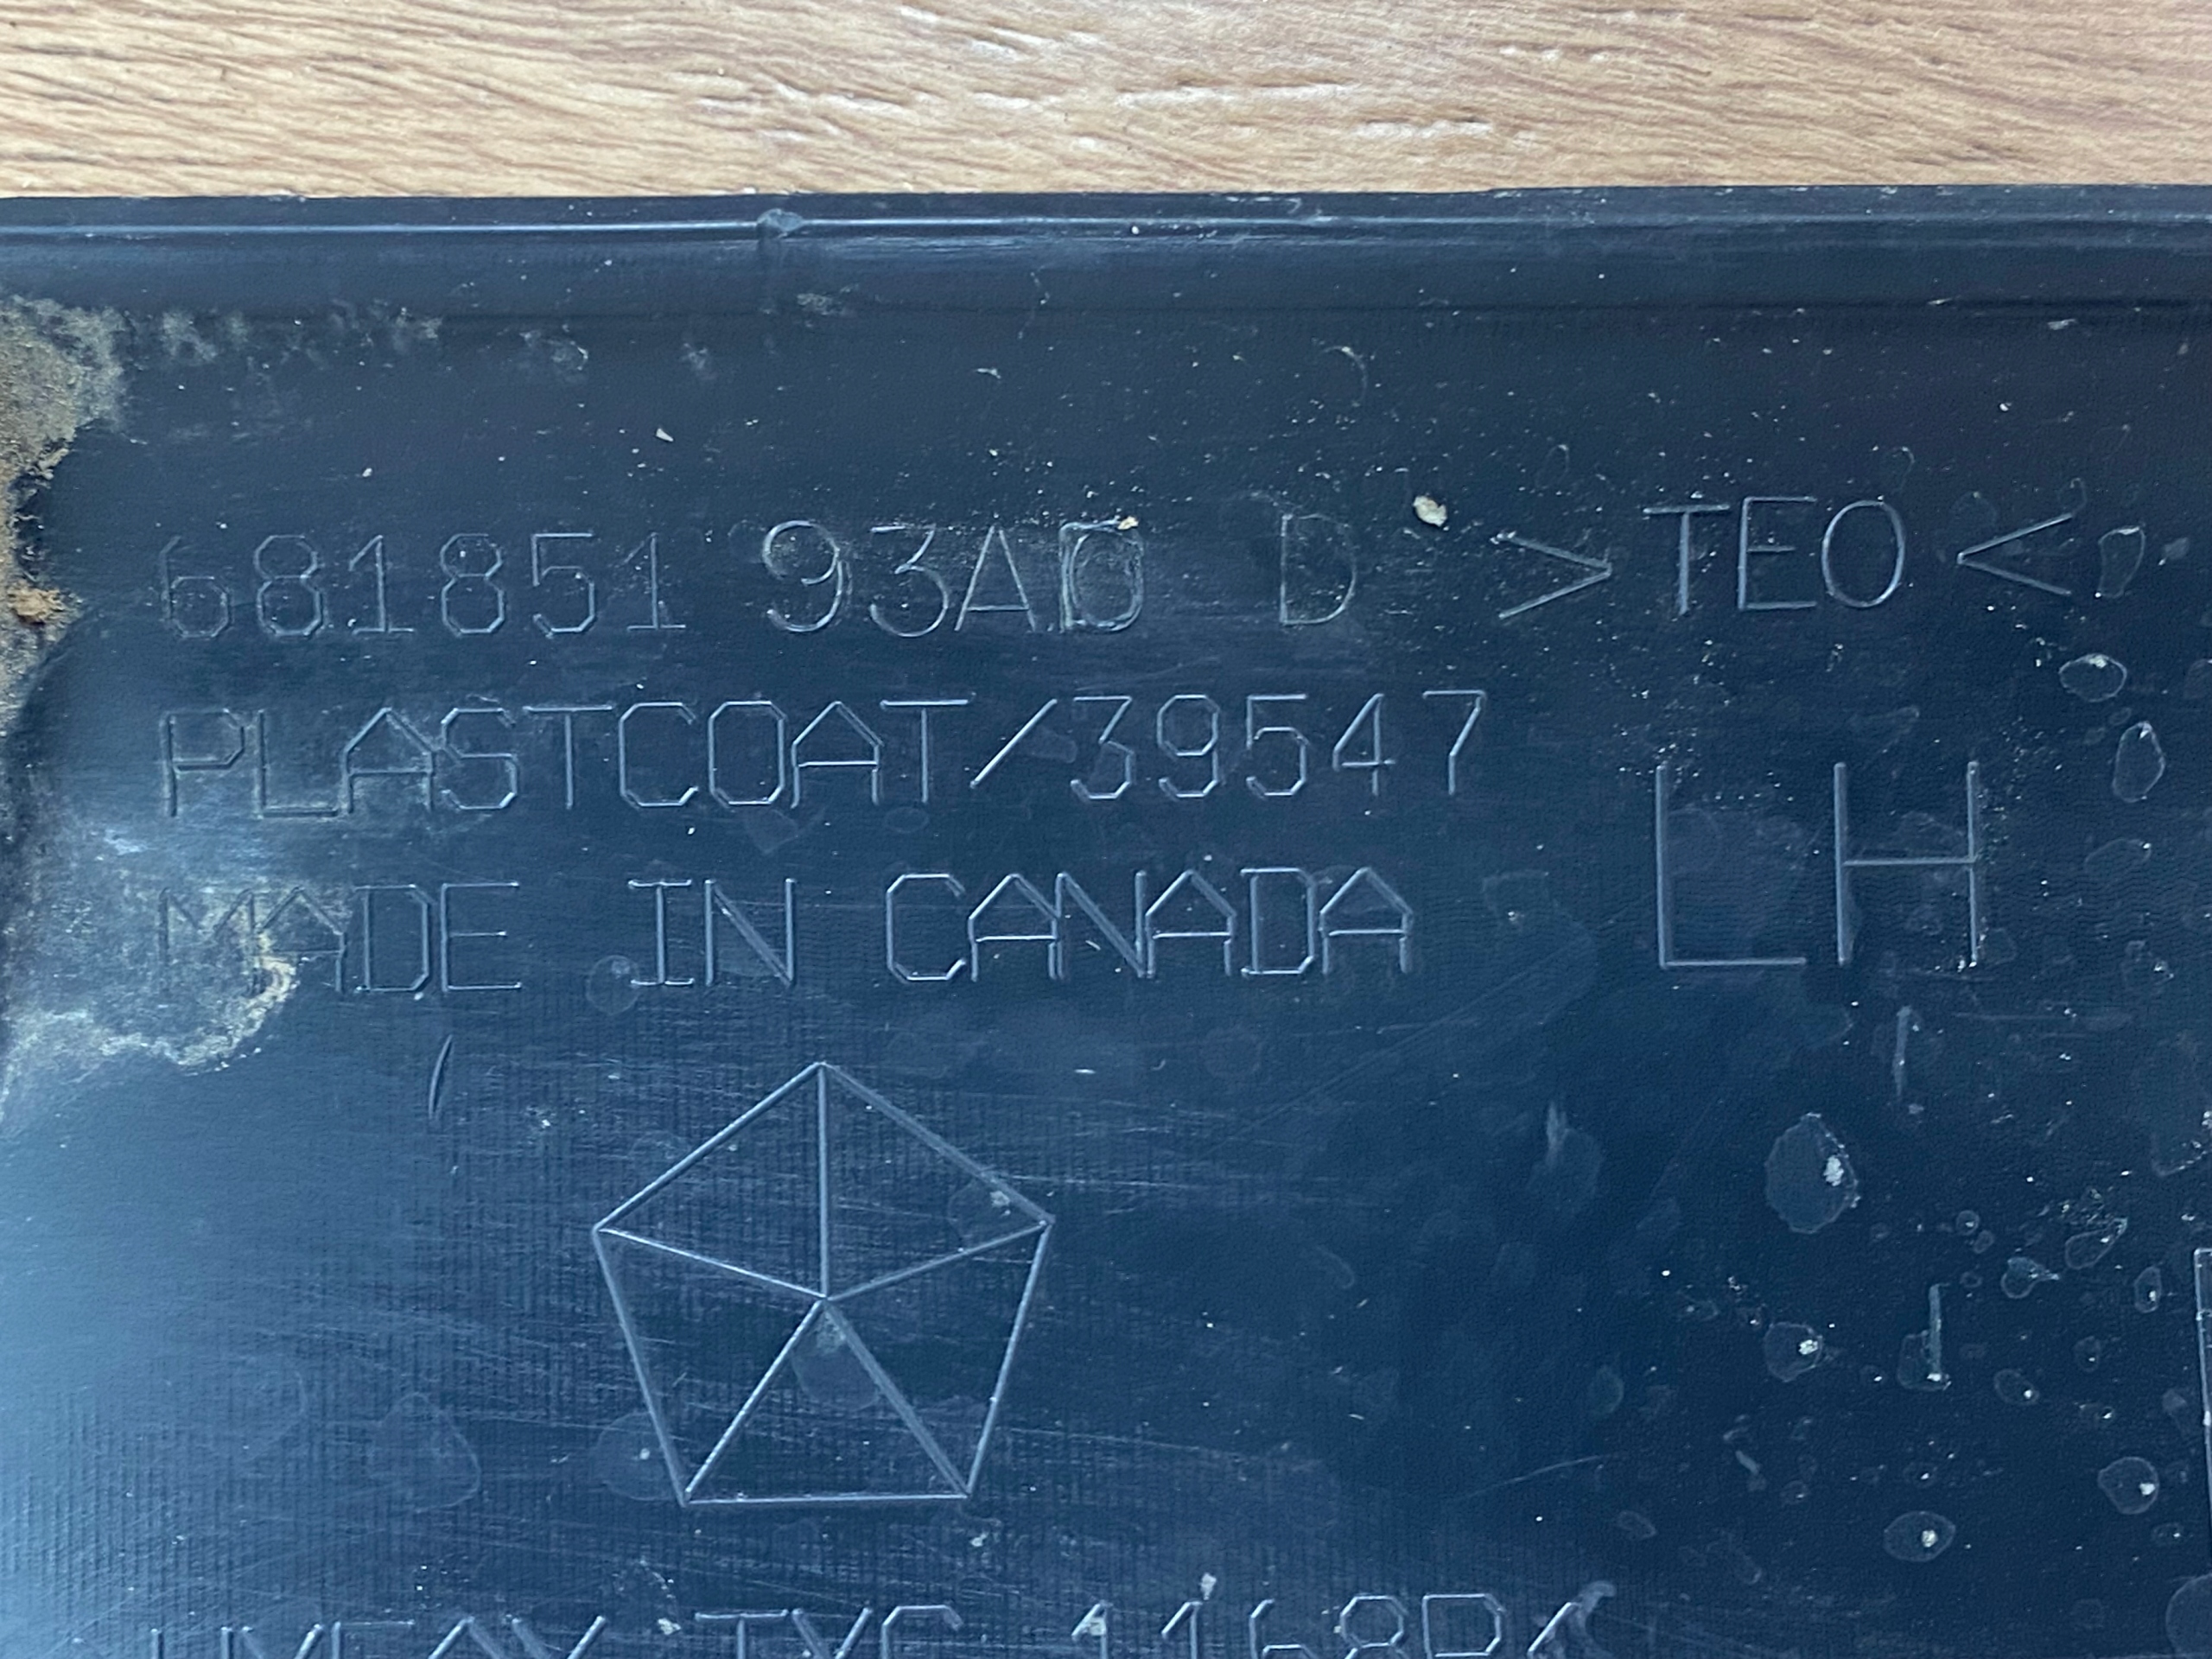 68185193AD D >TEO<
PLASTCOAT/39547
LH
MADE IN CANADA